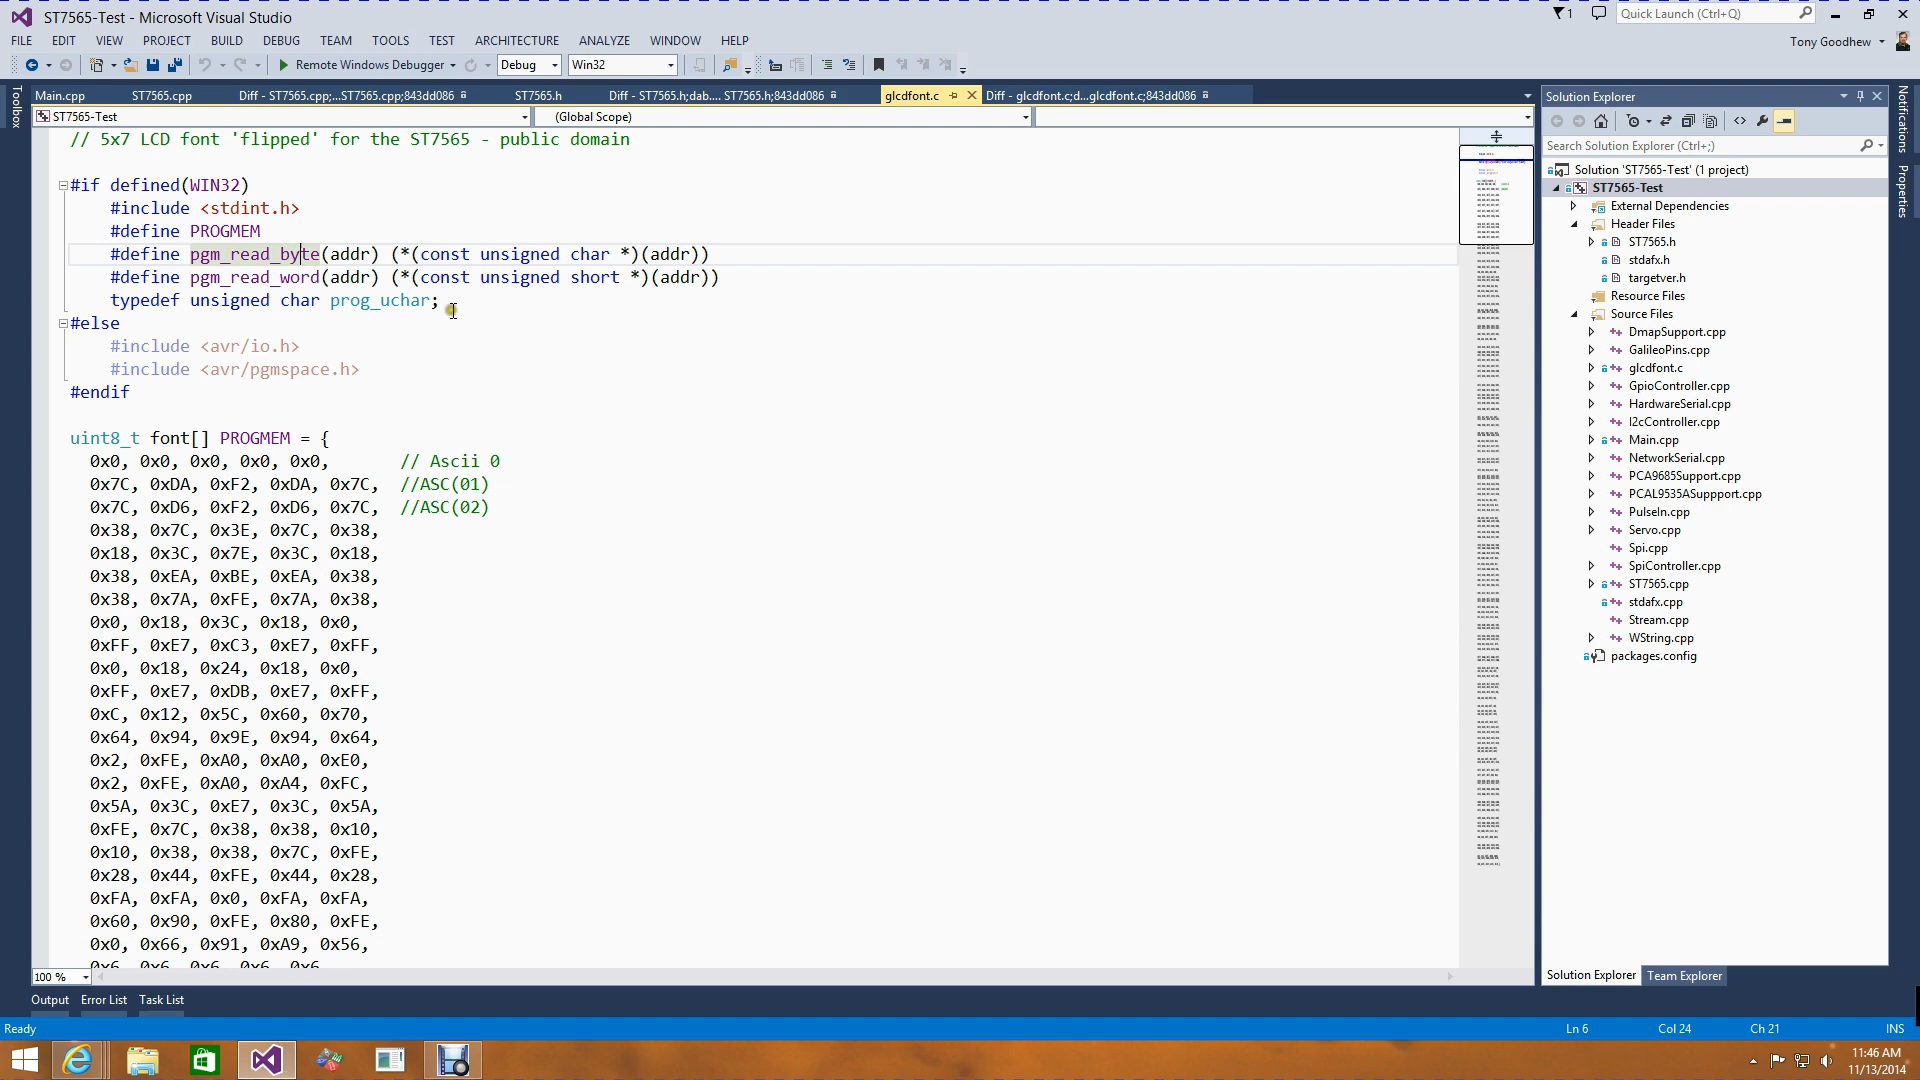 ST7565-Test - Microsoft Visual Studio
1
Quick Launch (Ctrl+Q)
FILE EDIT VIEW PROJECT BUILD DEBUG TEAM TOOLS TEST ARCHITECTURE ANALYZE WINDOW HELP
Tony Goodhew
Remote Windows Debugger Debug Win32
Toolbox
Main.cpp ST7565.cpp Diff - ST7565.cpp;...ST7565.cpp;843dd086 ST7565.h Diff - ST7565.h;dab.... ST7565.h;843dd086 glcdfont.c Diff - glcdfont.c;d...glcdfont.c;843dd086
ST7565-Test (Global Scope)
// 5x7 LCD font 'flipped' for the ST7565 - public domain
#if defined(WIN32)
#include <stdint.h>
#define PROGMEM
#define pgm_read_byte(addr) (*(const unsigned char *)(addr))
#define pgm_read_word(addr) (*(const unsigned short *)(addr))
typedef unsigned char prog_uchar;
#else
#include <avr/io.h>
#include <avr/pgmspace.h>
#endif
uint8_t font[] PROGMEM = {
0x0, 0x0, 0x0, 0x0, 0x0, // Ascii 0
0x7C, 0xDA, 0xF2, 0xDA, 0x7C, //ASC(01)
0x7C, 0xD6, 0xF2, 0xD6, 0x7C, //ASC(02)
0x38, 0x7C, 0x3E, 0x7C, 0x38,
0x18, 0x3C, 0x7E, 0x3C, 0x18,
0x38, 0xEA, 0xBE, 0xEA, 0x38,
0x38, 0x7A, 0xFE, 0x7A, 0x38,
0x0, 0x18, 0x3C, 0x18, 0x0,
0xFF, 0xE7, 0xC3, 0xE7, 0xFF,
0x0, 0x18, 0x24, 0x18, 0x0,
0xFF, 0xE7, 0xDB, 0xE7, 0xFF,
0xC, 0x12, 0x5C, 0x60, 0x70,
0x64, 0x94, 0x9E, 0x94, 0x64,
0x2, 0xFE, 0xA0, 0xA0, 0xE0,
0x2, 0xFE, 0xA0, 0xA4, 0xFC,
0x5A, 0x3C, 0xE7, 0x3C, 0x5A,
0xFE, 0x7C, 0x38, 0x38, 0x10,
0x10, 0x38, 0x38, 0x7C, 0xFE,
0x28, 0x44, 0xFE, 0x44, 0x28,
0xFA, 0xFA, 0x0, 0xFA, 0xFA,
0x60, 0x90, 0xFE, 0x80, 0xFE,
0x0, 0x66, 0x91, 0xA9, 0x56,
0x6, 0x6, 0x6, 0x6, 0x6,
100 %
Solution Explorer
Search Solution Explorer (Ctrl+;)
Solution 'ST7565-Test' (1 project)
ST7565-Test
External Dependencies
Header Files
ST7565.h
stdafx.h
targetver.h
Resource Files
Source Files
DmapSupport.cpp
GalileoPins.cpp
glcdfont.c
GpioController.cpp
HardwareSerial.cpp
I2cController.cpp
Main.cpp
NetworkSerial.cpp
PCA9685Support.cpp
PCAL9535ASuppport.cpp
PulseIn.cpp
Servo.cpp
Spi.cpp
SpiController.cpp
ST7565.cpp
stdafx.cpp
Stream.cpp
WString.cpp
packages.config
Solution Explorer Team Explorer
Notifications
Properties
Output Error List Task List
Ready Ln 6 Col 24 Ch 21 INS
11:46 AM
11/13/2014